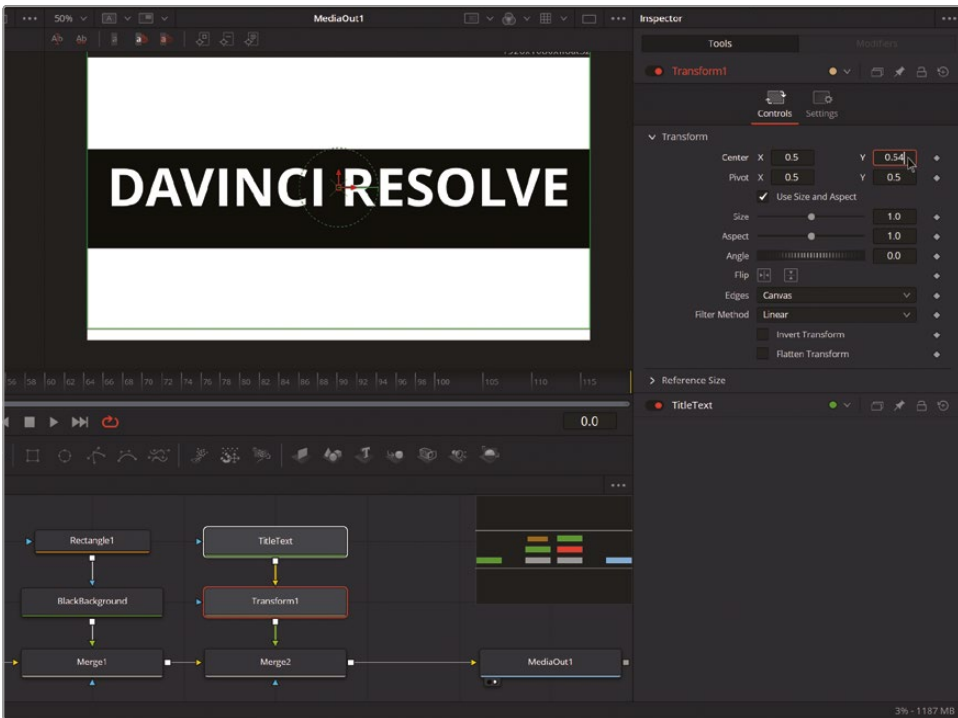 50%
MediaOut1
Inspector
Tools
Modifiers
Transform1
Controls
Settings
Transform
Center X 0.5 Y 0.54
Pivot X 0.5 Y 0.5
Use Size and Aspect
Size 1.0
Aspect 1.0
Angle 0.0
Flip
Edges Canvas
Filter Method Linear
Invert Transform
Flatten Transform
Reference Size
TitleText
DAVINCI RESOLVE
56 58 60 62 64 66 68 70 72 74 76 78 80 82 84 86 88 90 92 94 96 98 100 105 110 115
0.0
Rectangle1
TitleText
BlackBackground
Transform1
Merge1
Merge2
MediaOut1
3% - 1187 MB